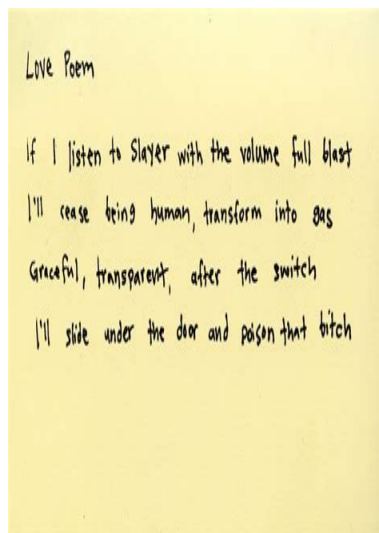 Love Poem
If I listen to Slayer with the volume full blast
I'll cease being human, transform into gas
Graceful, transparent, after the switch
I'll slide under the door and poison that bitch